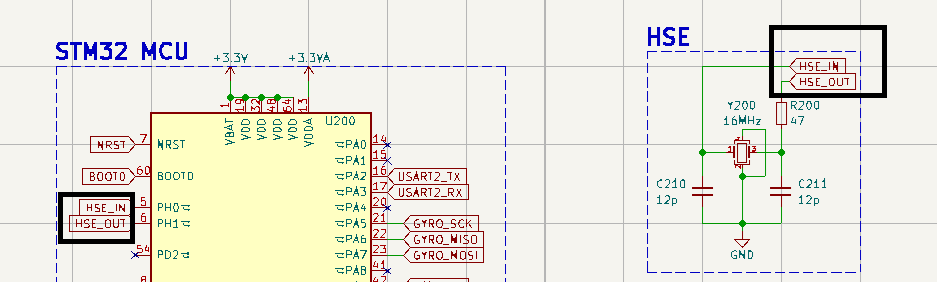 STM32 MCU
HSE
+3.3V
+3.3VA
HSE_IN
HSE_OUT
1
19
32
48
64
13
U200
VBAT
VDD
VDD
VDD
VDD
VDDA
Y200
16MHz
R200
47
NRST
7
NRST
PA0
14
PA1
15
BOOT0
60
BOOT0
PA2
16
USART2_TX
PA3
17
USART2_RX
HSE_IN
5
PH0
PA4
20
HSE_OUT
6
PH1
PA5
21
GYRO_SCK
PA6
22
GYRO_MISO
54
PD2
PA7
23
GYRO_MOSI
PA8
41
8
C210
12p
C211
12p
GND